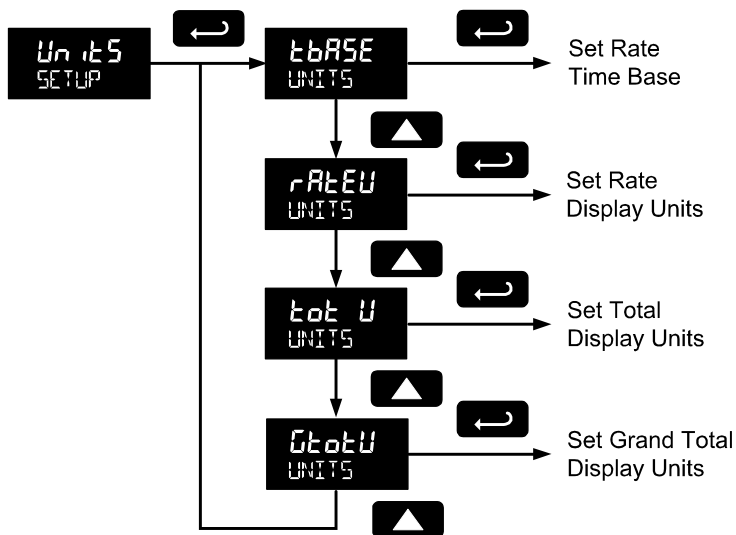 UnitS
SETUP
tbASE
UNITS
Set Rate
Time Base
rAtEU
UNITS
Set Rate
Display Units
tot U
UNITS
Set Total
Display Units
GtotU
UNITS
Set Grand Total
Display Units